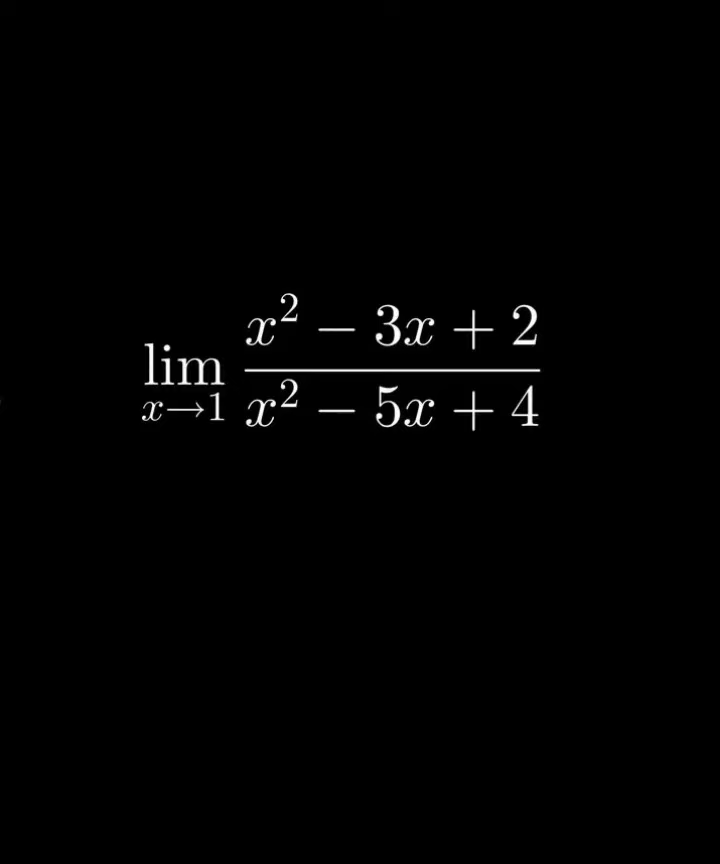 lim x→1 (x² − 3x + 2)/(x² − 5x + 4)